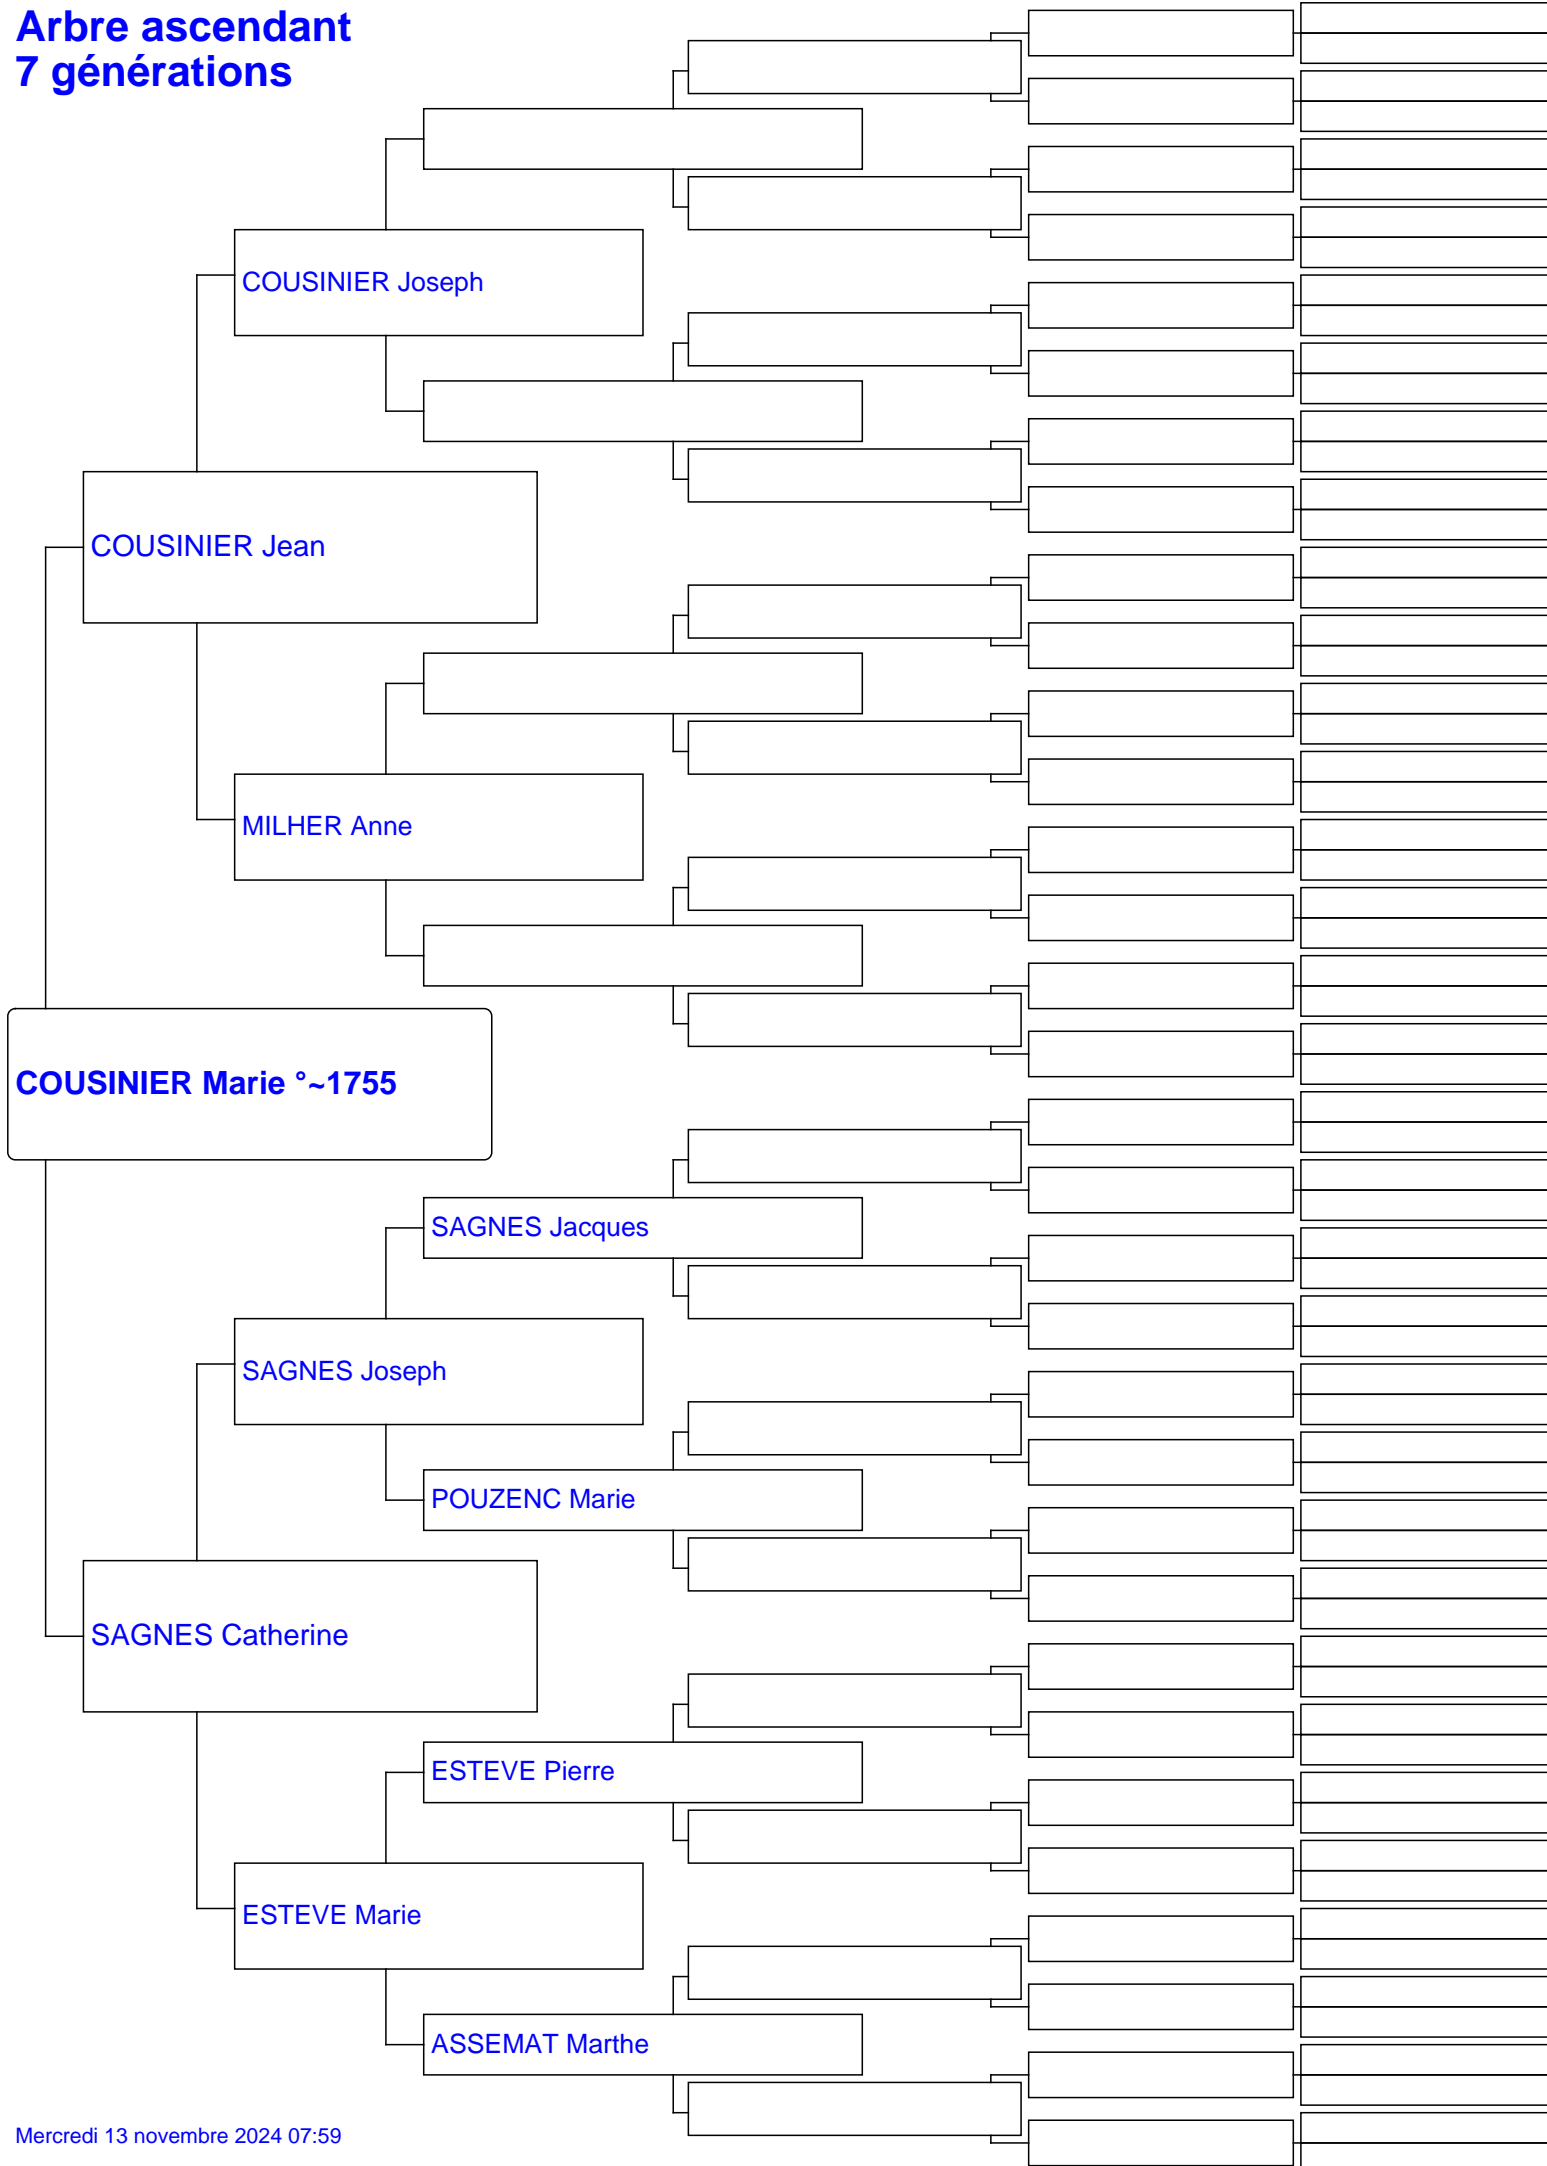 Arbre ascendant
7 générations
COUSINIER Joseph
COUSINIER Jean
MILHER Anne
COUSINIER Marie °~1755
SAGNES Jacques
SAGNES Joseph
POUZENC Marie
SAGNES Catherine
ESTEVE Pierre
ESTEVE Marie
ASSEMAT Marthe
Mercredi 13 novembre 2024 07:59